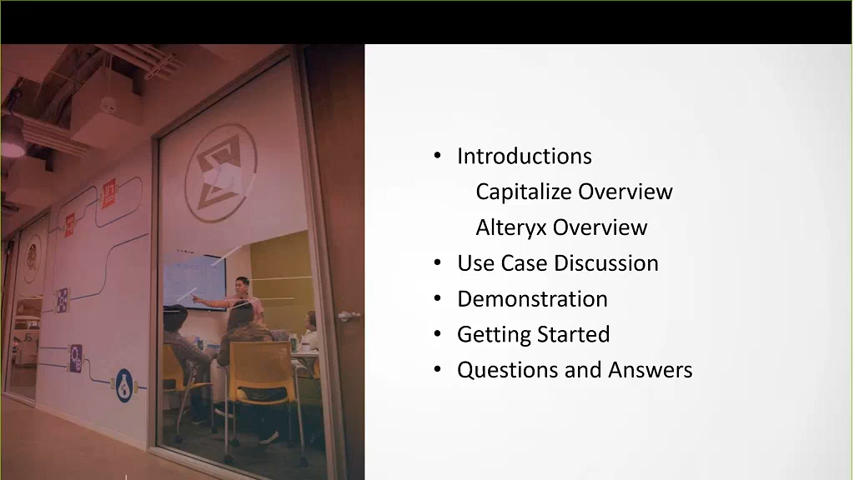 • Introductions
Capitalize Overview
Alteryx Overview
• Use Case Discussion
• Demonstration
• Getting Started
• Questions and Answers